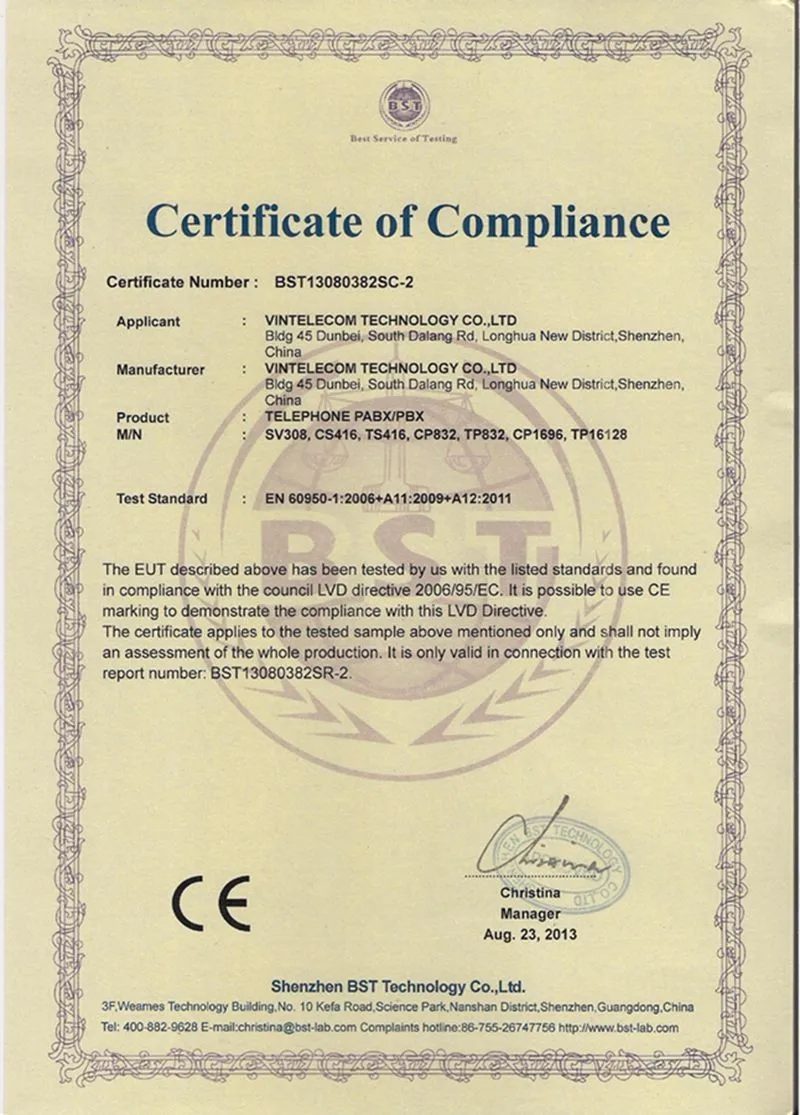 BST
Best Service of Testing
Certificate of Compliance
Certificate Number : BST13080382SC-2
Applicant : VINTELECOM TECHNOLOGY CO.,LTD
Bldg 45 Dunbei, South Dalang Rd, Longhua New District,Shenzhen,
China
Manufacturer : VINTELECOM TECHNOLOGY CO.,LTD
Bldg 45 Dunbei, South Dalang Rd, Longhua New District,Shenzhen,
China
Product : TELEPHONE PABX/PBX
M/N : SV308, CS416, TS416, CP832, TP832, CP1696, TP16128
Test Standard : EN 60950-1:2006+A11:2009+A12:2011
BST
The EUT described above has been tested by us with the listed standards and found
in compliance with the council LVD directive 2006/95/EC. It is possible to use CE
marking to demonstrate the compliance with this LVD Directive.
The certificate applies to the tested sample above mentioned only and shall not imply
an assessment of the whole production. It is only valid in connection with the test
report number: BST13080382SR-2.
BST TECHNOLOGY CO.,LTD
Christina
CE
Christina
Manager
Aug. 23, 2013
Shenzhen BST Technology Co.,Ltd.
3F,Weames Technology Building,No. 10 Kefa Road,Science Park,Nanshan District,Shenzhen,Guangdong,China
Tel: 400-882-9628 E-mail:christina@bst-lab.com Complaints hotline:86-755-26747756 http://www.bst-lab.com